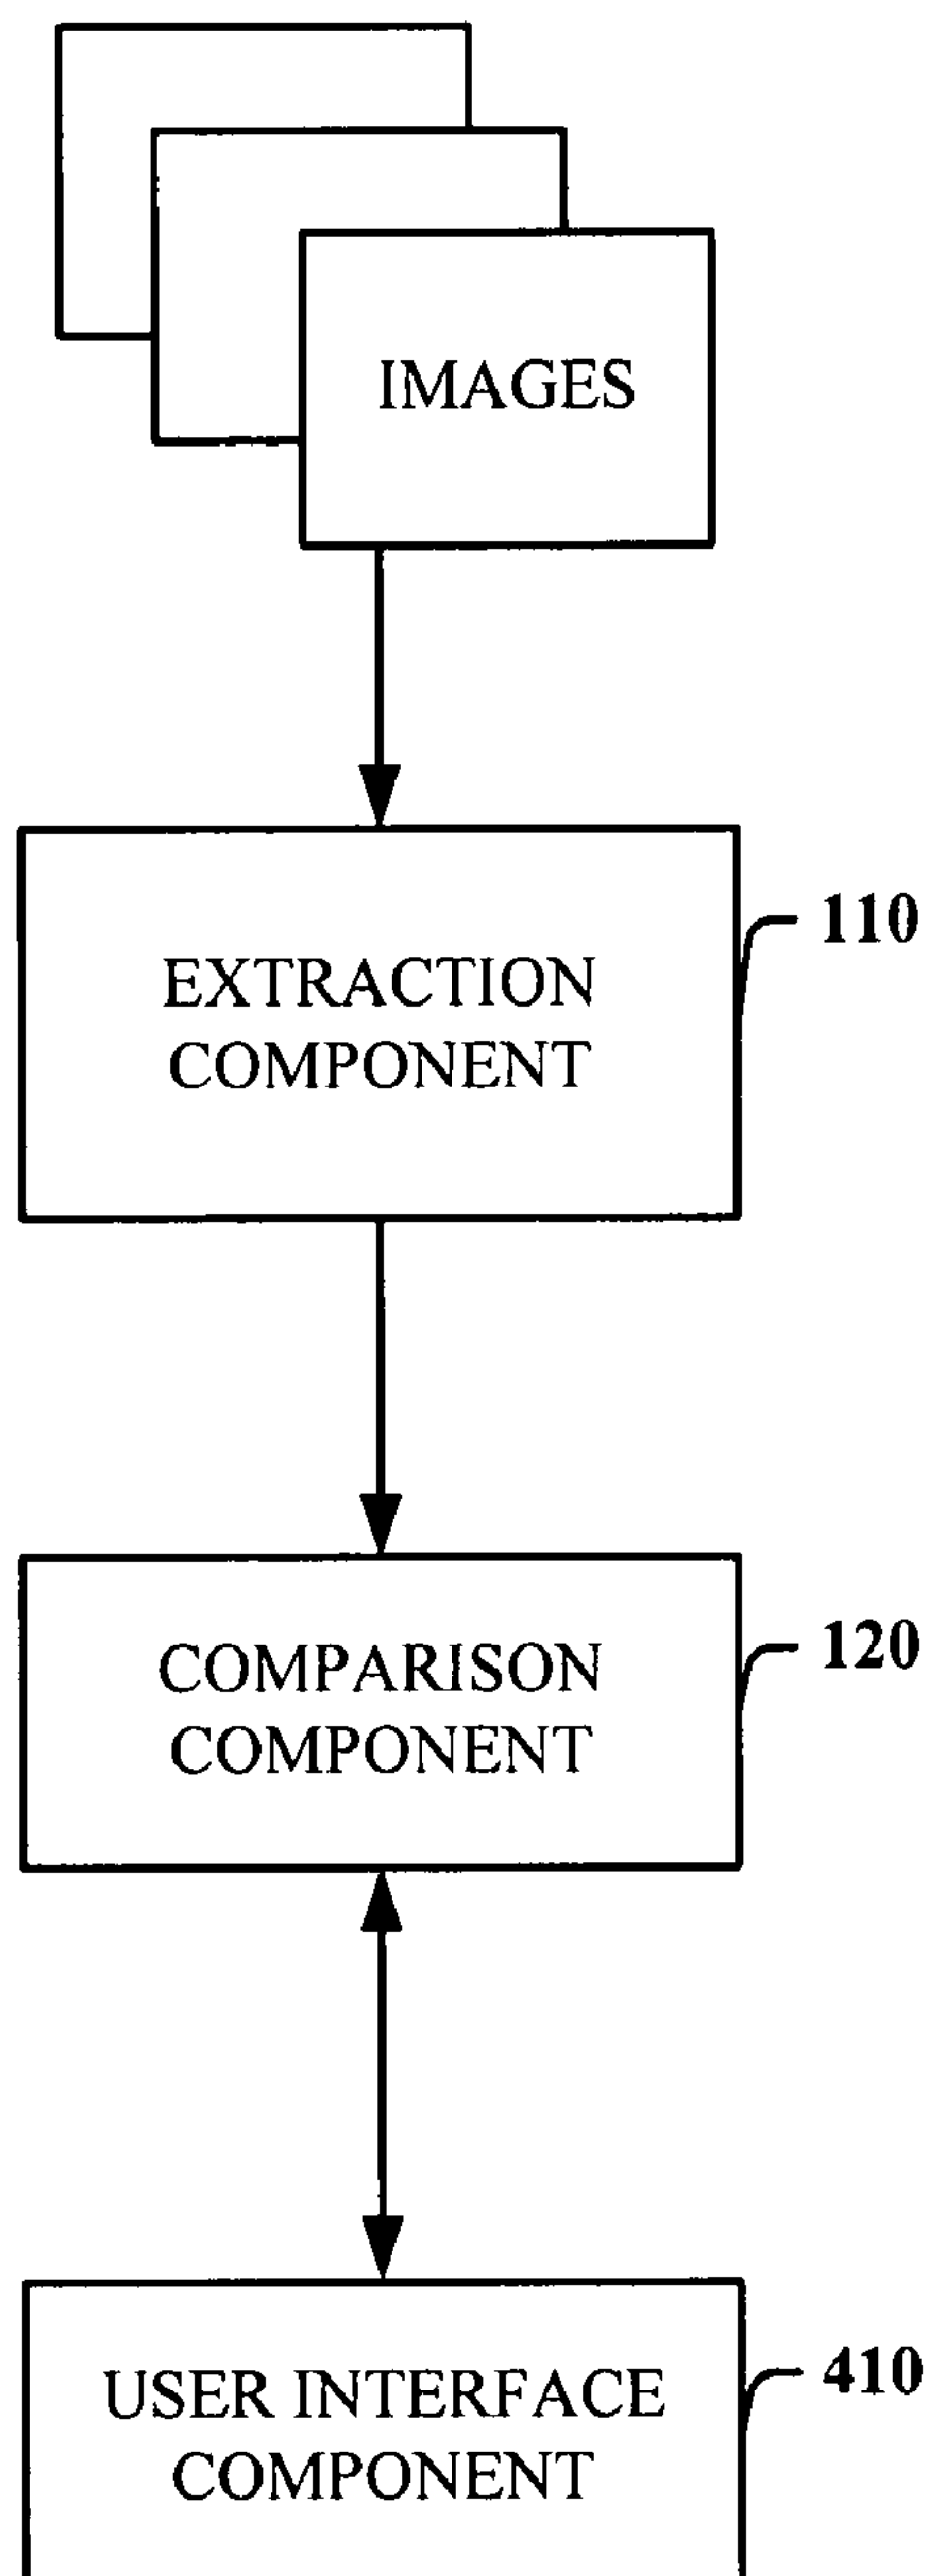 IMAGES
110
EXTRACTION
COMPONENT
120
COMPARISON
COMPONENT
410
USER INTERFACE
COMPONENT